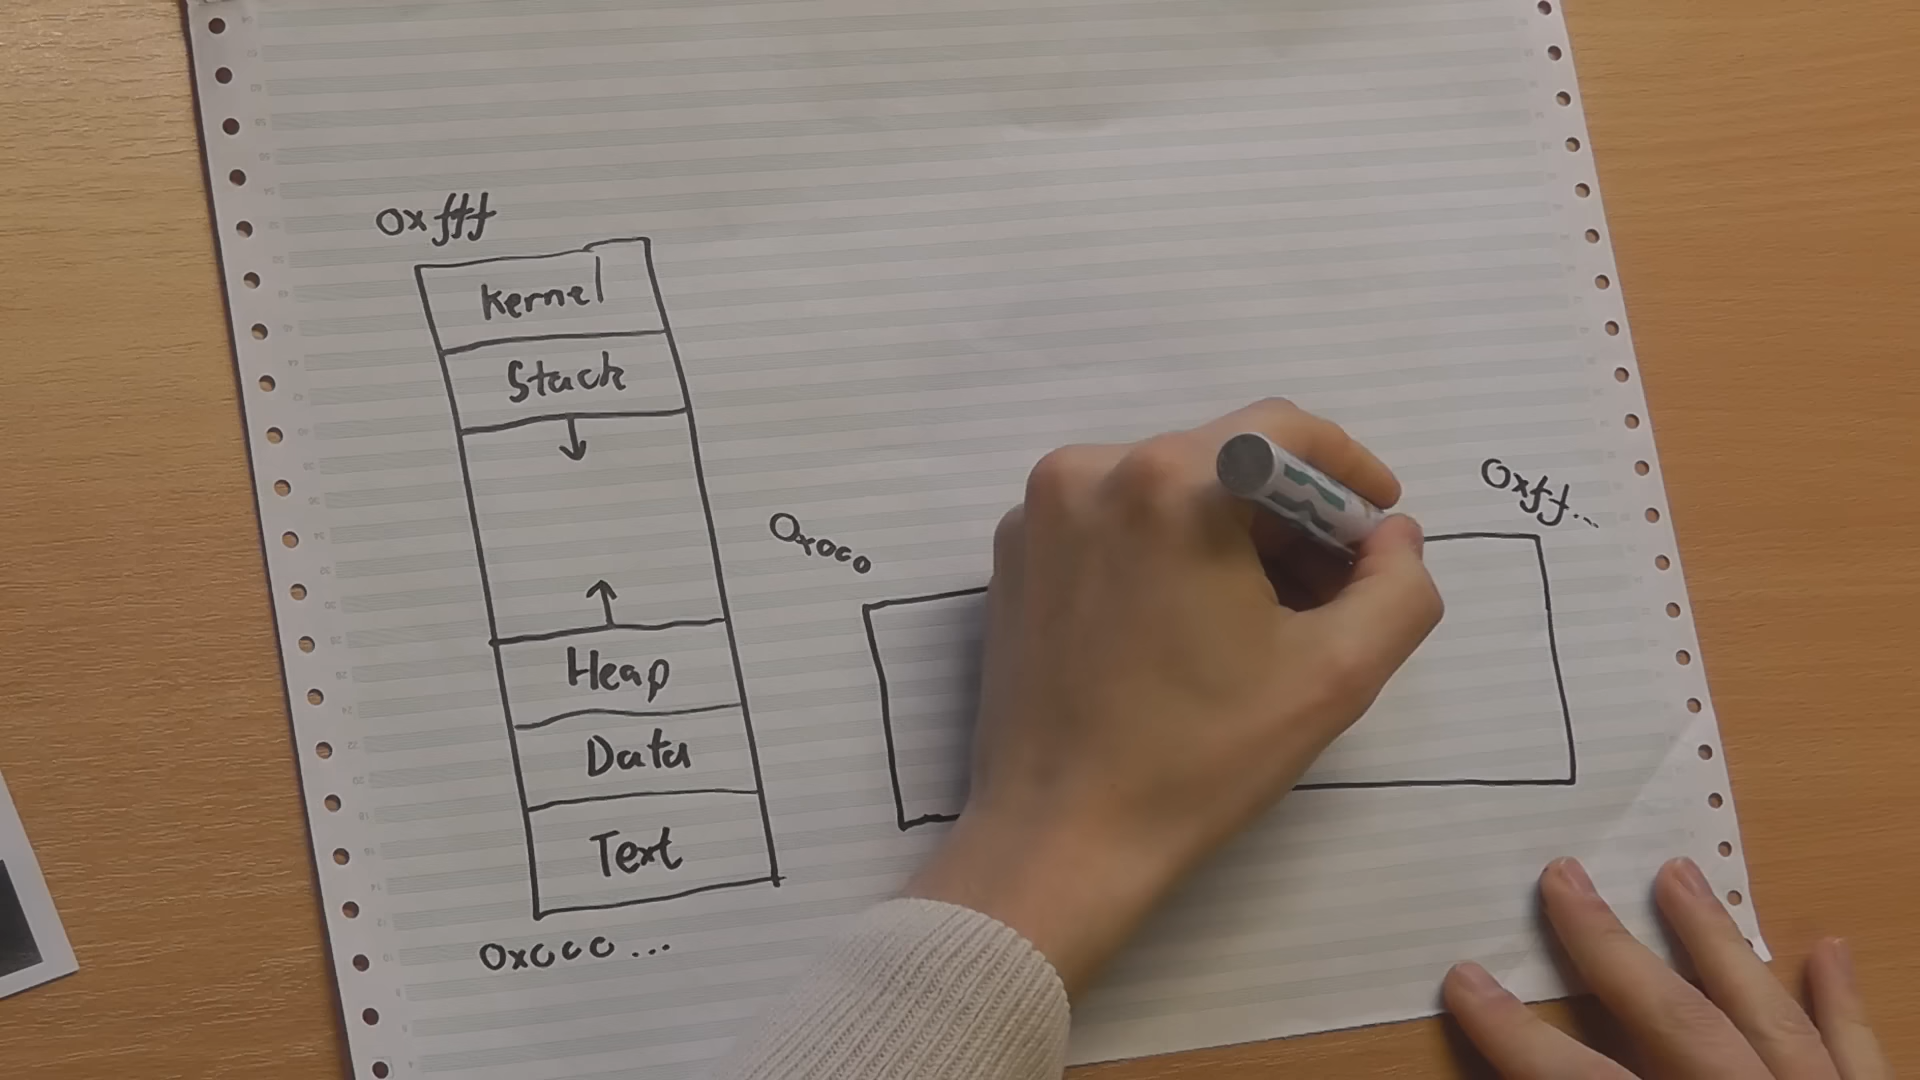 0xfff
Kernel
Stack
Heap
Data
Text
0x000...
0x000
0xff...